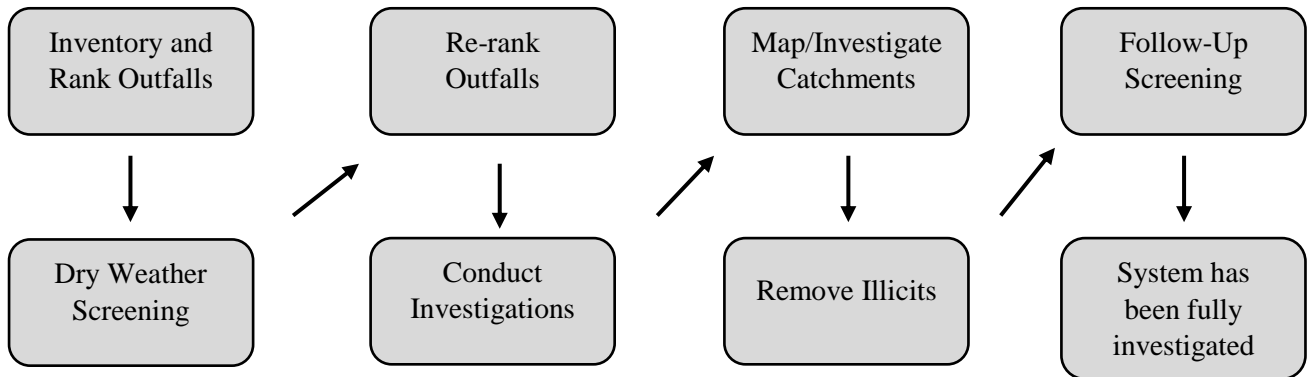 Inventory and
Rank Outfalls
Dry Weather
Screening
Re-rank
Outfalls
Conduct
Investigations
Map/Investigate
Catchments
Remove Illicits
Follow-Up
Screening
System has
been fully
investigated